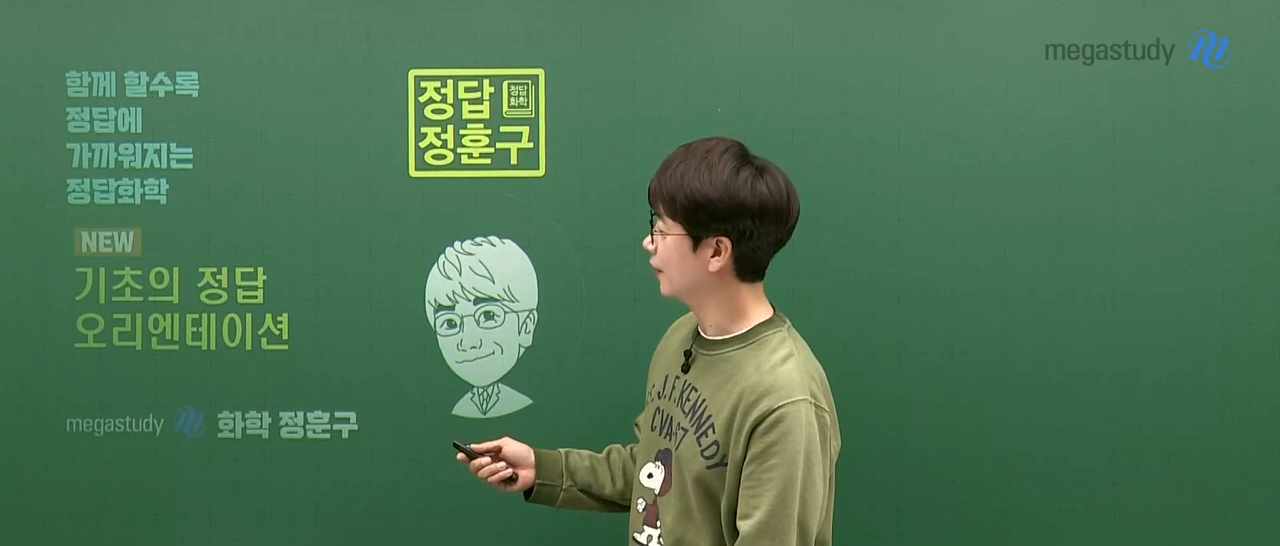 함께 할수록
정답에
가까워지는
정답화학
NEW
기초의 정답
오리엔테이션
megastudy 화학 정훈구
정답
정답
화학
정훈구
megastudy
J.F.KENNEDY
CVA-67